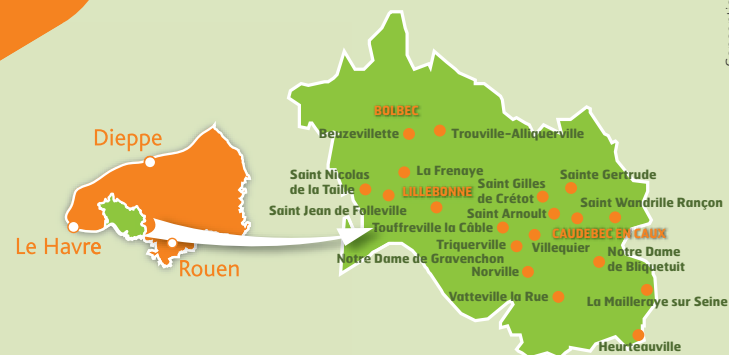 Dieppe
Le Havre
Rouen
BOLBEC
Beuzevillette
Trouville-Alliquerville
La Frenaye
Saint Nicolas
de la Taille
LILLEBONNE
Saint Jean de Folleville
Sainte Gertrude
Saint Gilles
de Crétot
Saint Wandrille Rançon
Saint Arnoult
Touffreville la Câble
CAUDEBEC EN CAUX
Triquerville
Villequier
Notre Dame de Gravenchon
Notre Dame
de Bliquetuit
Norville
Vatteville la Rue
La Mailleraye sur Seine
Heurteauville